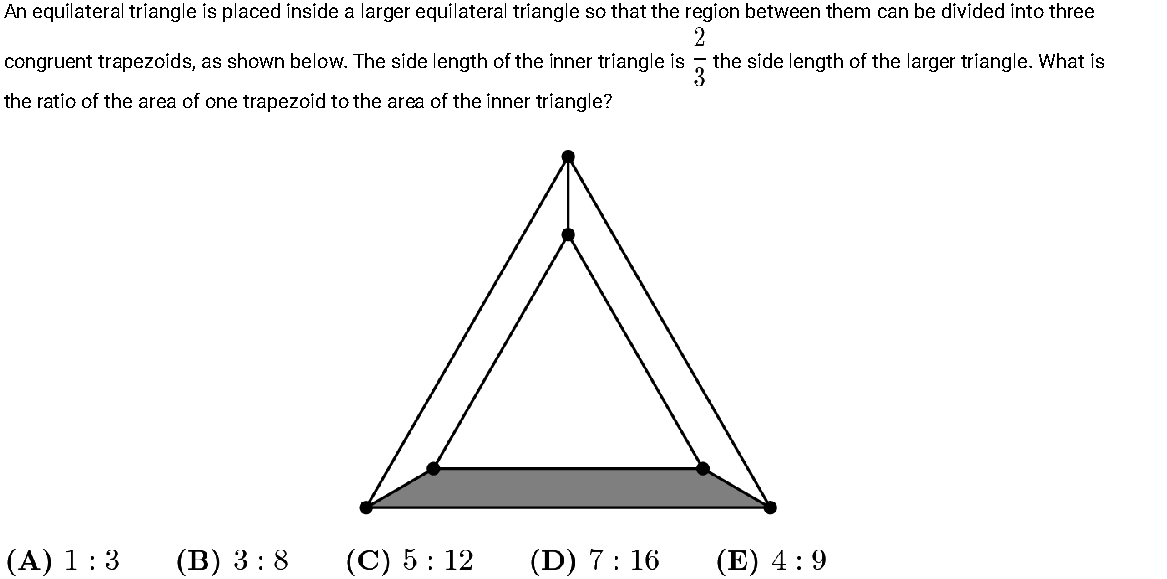 An equilateral triangle is placed inside a larger equilateral triangle so that the region between them can be divided into three
congruent trapezoids, as shown below. The side length of the inner triangle is $\frac{2}{3}$ the side length of the larger triangle. What is
the ratio of the area of one trapezoid to the area of the inner triangle?
(A) 1 : 3 (B) 3 : 8 (C) 5 : 12 (D) 7 : 16 (E) 4 : 9